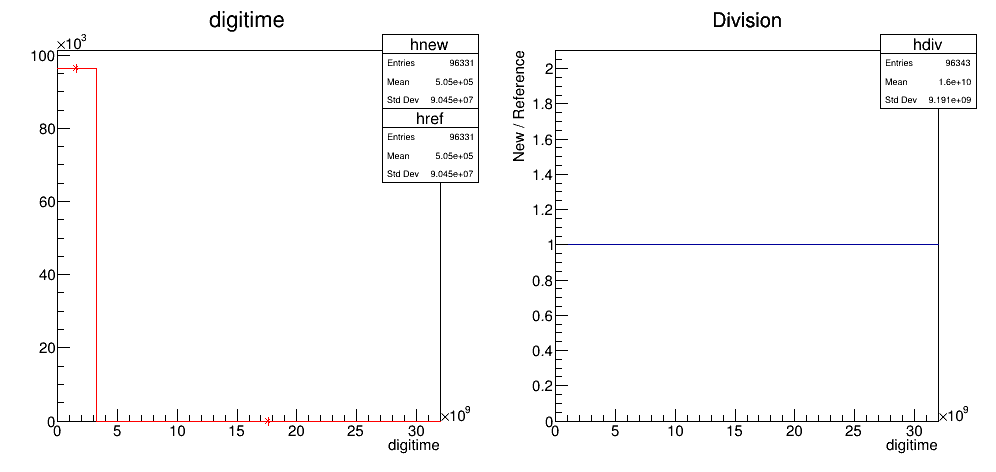 digitime
×10³
100
80
60
40
20
0
0 5 10 15 20 25 30
×10⁹
digitime
hnew
Entries 96331
Mean 5.05e+05
Std Dev 9.045e+07
href
Entries 96331
Mean 5.05e+05
Std Dev 9.045e+07
Division
New / Reference
2
1.8
1.6
1.4
1.2
1
0.8
0.6
0.4
0.2
0
0 5 10 15 20 25 30
×10⁹
digitime
hdiv
Entries 96343
Mean 1.6e+10
Std Dev 9.191e+09